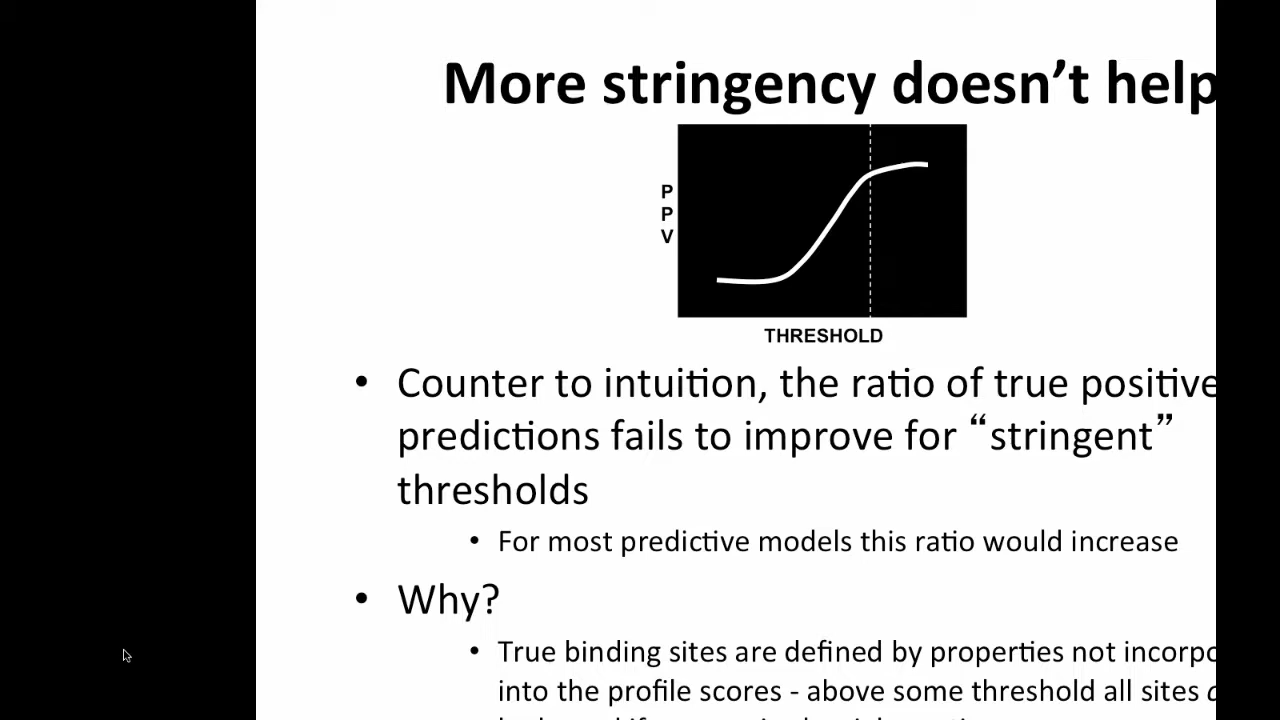 More stringency doesn’t help
P
P
V
THRESHOLD
• Counter to intuition, the ratio of true positive
predictions fails to improve for “stringent”
thresholds
• For most predictive models this ratio would increase
• Why?
• True binding sites are defined by properties not incorpo
into the profile scores - above some threshold all sites